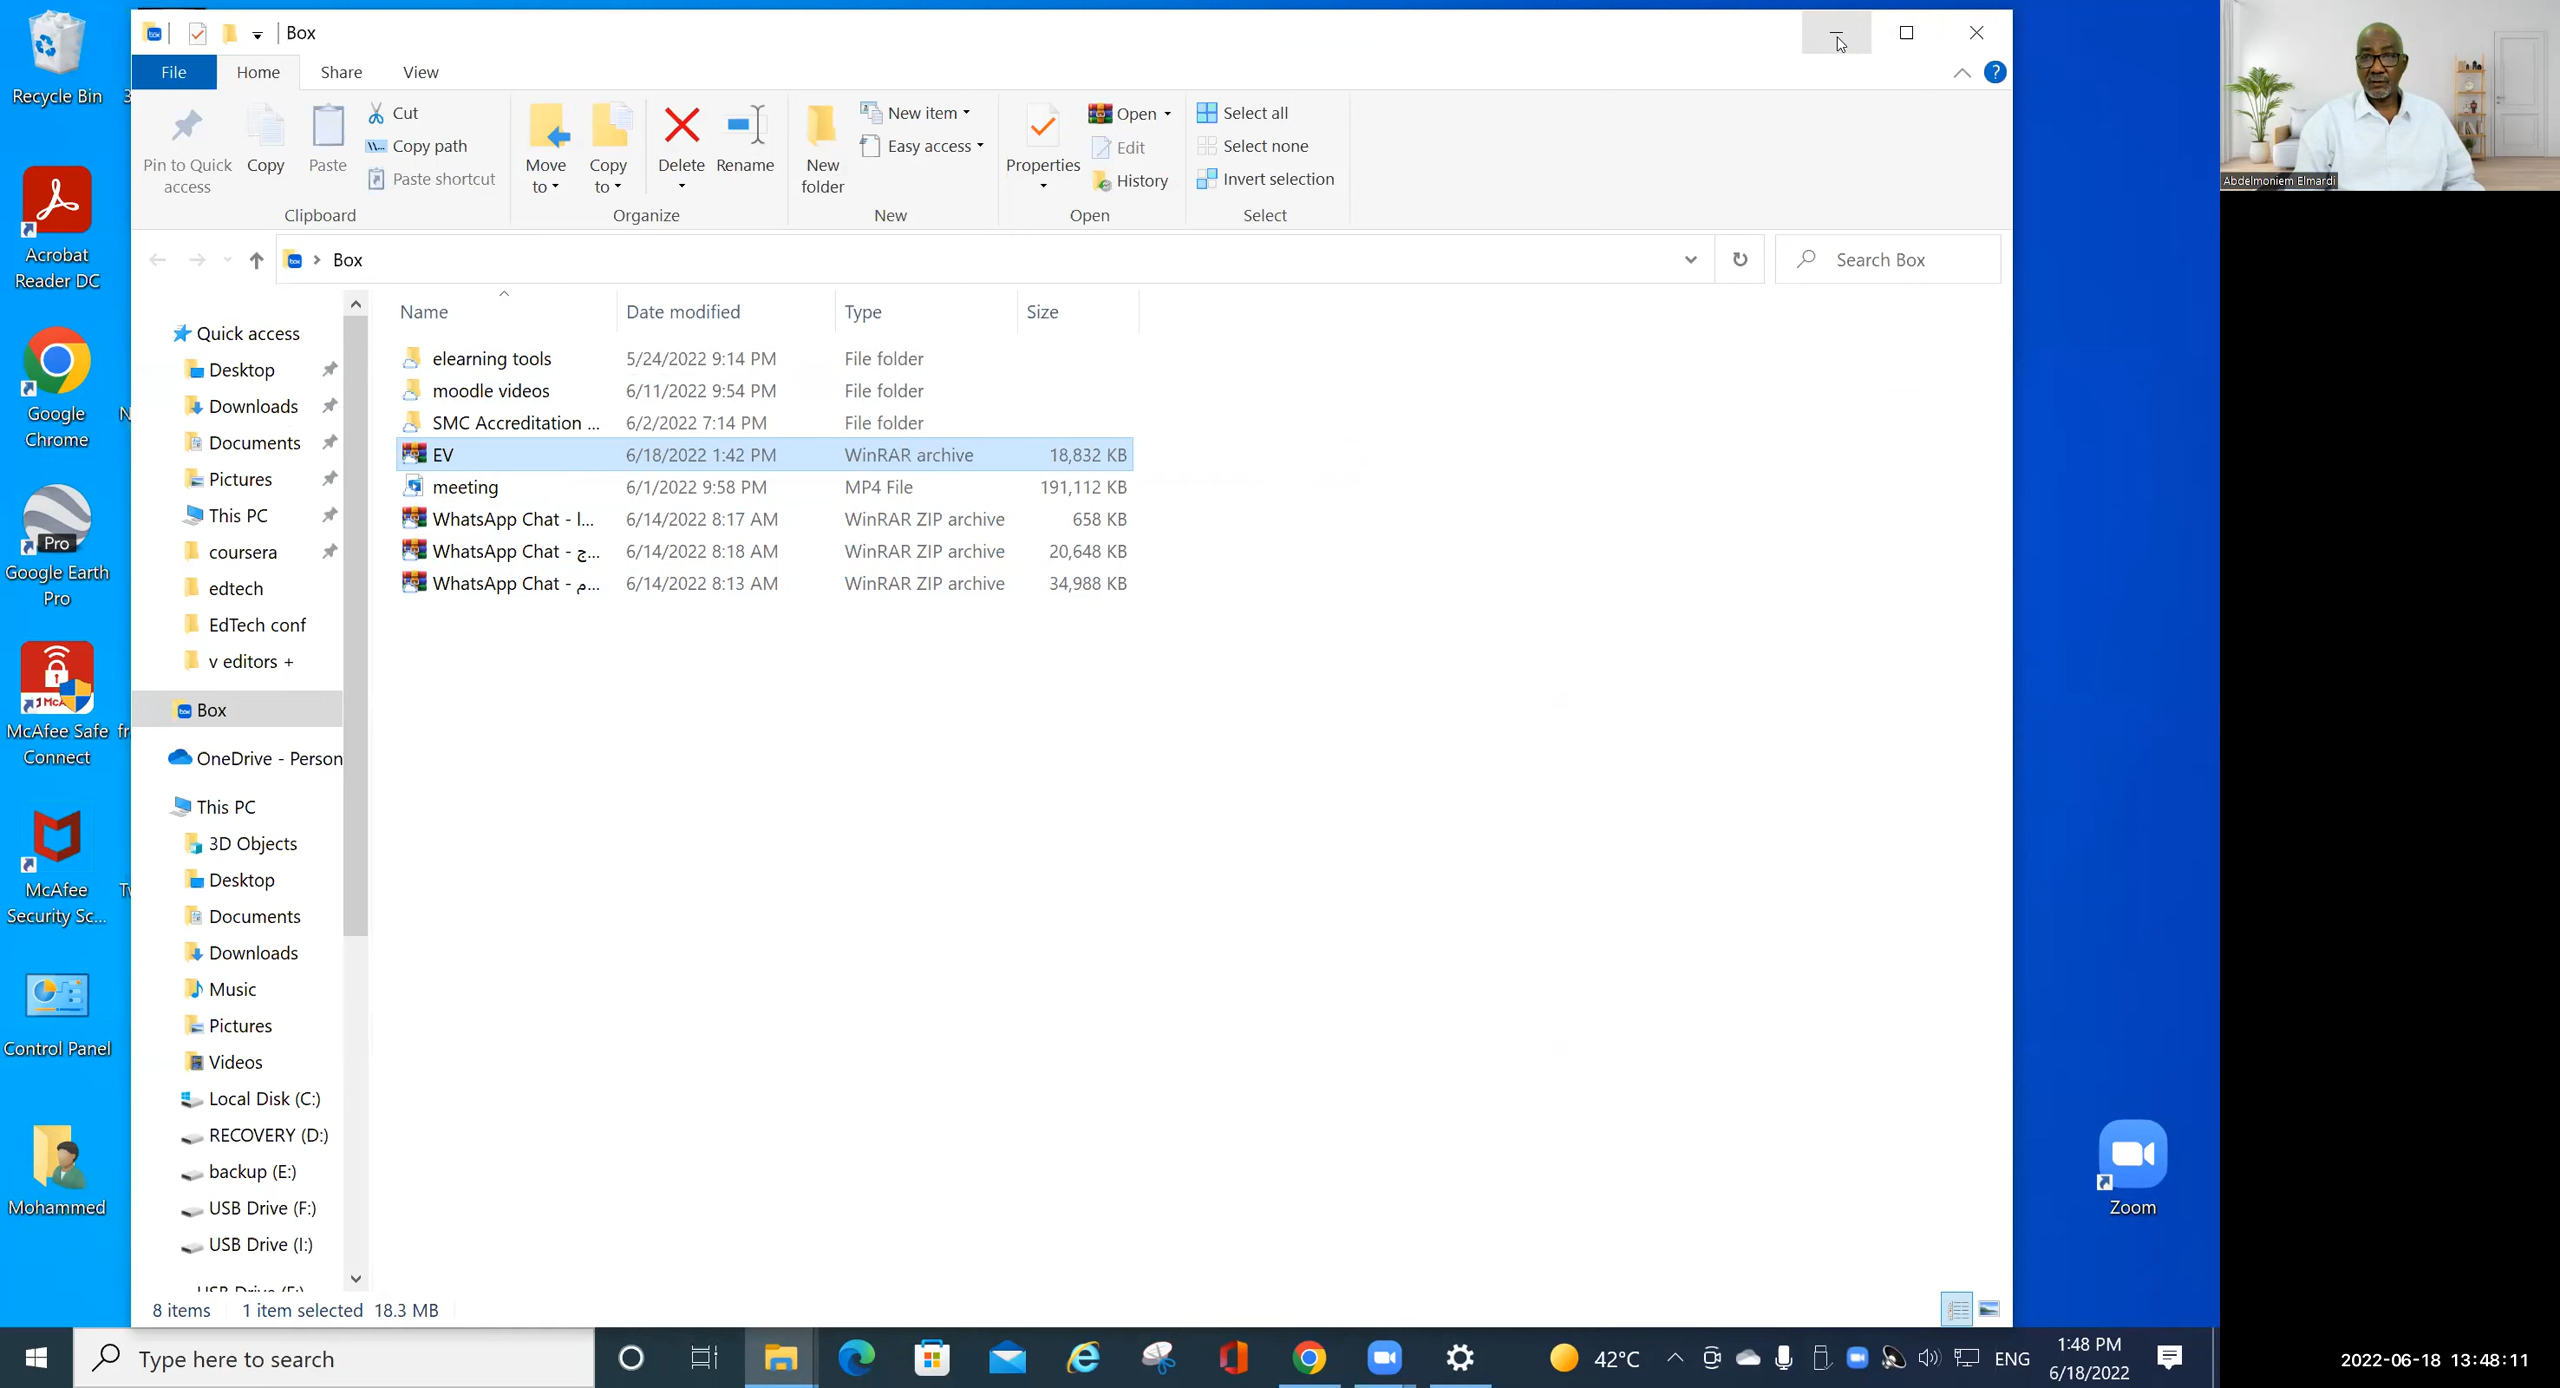 Box
File Home Share View
Pin to Quick access
Copy
Paste
Cut
Copy path
Paste shortcut
Clipboard
Move to
Copy to
Delete
Rename
Organize
New folder
New item
Easy access
New
Properties
Open
Edit
History
Open
Select all
Select none
Invert selection
Select
Box
Search Box
Name Date modified Type Size
elearning tools 5/24/2022 9:14 PM File folder
moodle videos 6/11/2022 9:54 PM File folder
SMC Accreditation ... 6/2/2022 7:14 PM File folder
EV 6/18/2022 1:42 PM WinRAR archive 18,832 KB
meeting 6/1/2022 9:58 PM MP4 File 191,112 KB
WhatsApp Chat - ا... 6/14/2022 8:17 AM WinRAR ZIP archive 658 KB
WhatsApp Chat - ج... 6/14/2022 8:18 AM WinRAR ZIP archive 20,648 KB
WhatsApp Chat - م... 6/14/2022 8:13 AM WinRAR ZIP archive 34,988 KB
Quick access
Desktop
Downloads
Documents
Pictures
This PC
coursera
edtech
EdTech conf
v editors +
Box
OneDrive - Person
This PC
3D Objects
Desktop
Documents
Downloads
Music
Pictures
Videos
Local Disk (C:)
RECOVERY (D:)
backup (E:)
USB Drive (F:)
USB Drive (I:)
8 items 1 item selected 18.3 MB
Recycle Bin
Acrobat
Reader DC
Google
Chrome
Pro
Google Earth
Pro
McAfee Safe
Connect
McAfee
Security Sc...
Control Panel
Mohammed
Zoom
Abdelmoniem Elmardi
Type here to search
42°C
ENG
1:48 PM
6/18/2022
2022-06-18 13:48:11